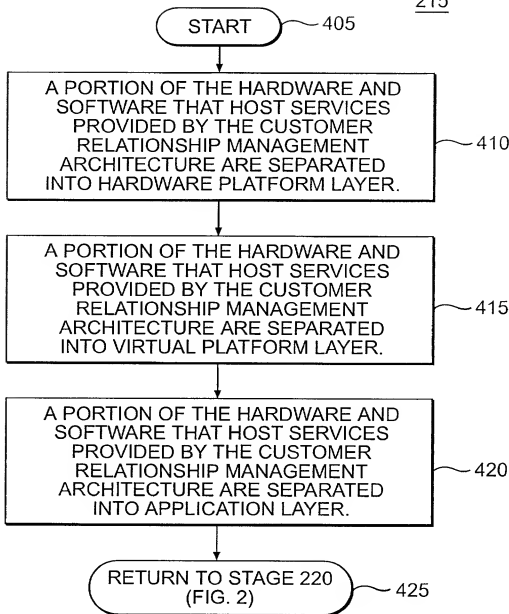 215
START
405
A PORTION OF THE HARDWARE AND
SOFTWARE THAT HOST SERVICES
PROVIDED BY THE CUSTOMER
RELATIONSHIP MANAGEMENT
ARCHITECTURE ARE SEPARATED
INTO HARDWARE PLATFORM LAYER.
410
A PORTION OF THE HARDWARE AND
SOFTWARE THAT HOST SERVICES
PROVIDED BY THE CUSTOMER
RELATIONSHIP MANAGEMENT
ARCHITECTURE ARE SEPARATED
INTO VIRTUAL PLATFORM LAYER.
415
A PORTION OF THE HARDWARE AND
SOFTWARE THAT HOST SERVICES
PROVIDED BY THE CUSTOMER
RELATIONSHIP MANAGEMENT
ARCHITECTURE ARE SEPARATED
INTO APPLICATION LAYER.
420
RETURN TO STAGE 220
(FIG. 2)
425